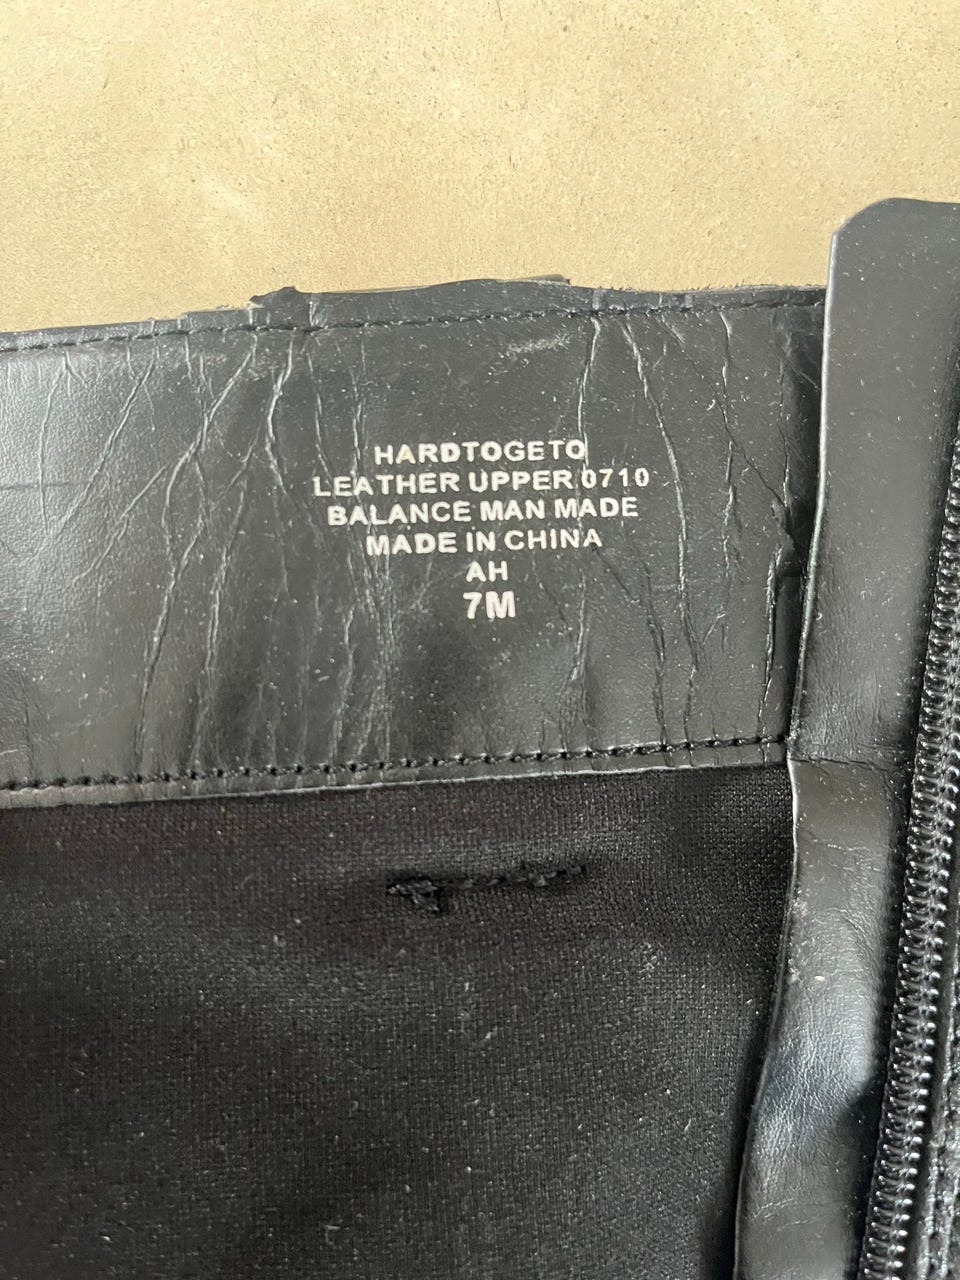 HARDTOGETO
LEATHER UPPER 0710
BALANCE MAN MADE
MADE IN CHINA
AH
7M